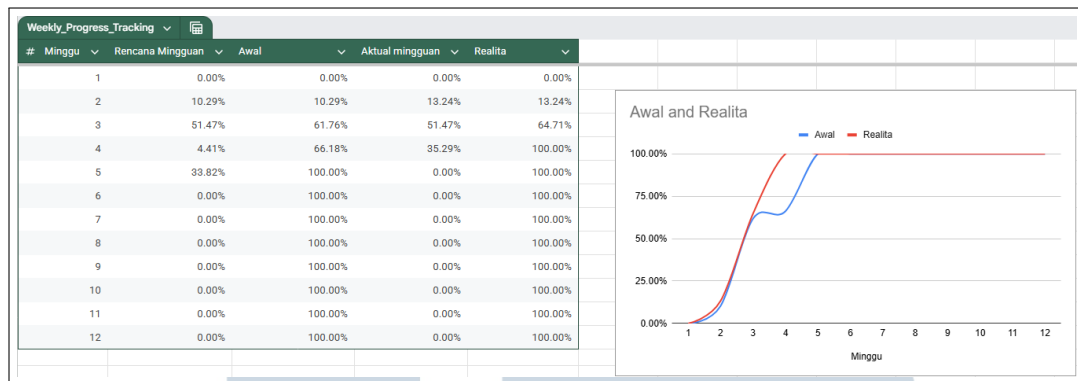 Weekly_Progress_Tracking
# Minggu Rencana Mingguan Awal Aktual mingguan Realita
1 0.00% 0.00% 0.00% 0.00%
2 10.29% 10.29% 13.24% 13.24%
3 51.47% 61.76% 51.47% 64.71%
4 4.41% 66.18% 35.29% 100.00%
5 33.82% 100.00% 0.00% 100.00%
6 0.00% 100.00% 0.00% 100.00%
7 0.00% 100.00% 0.00% 100.00%
8 0.00% 100.00% 0.00% 100.00%
9 0.00% 100.00% 0.00% 100.00%
10 0.00% 100.00% 0.00% 100.00%
11 0.00% 100.00% 0.00% 100.00%
12 0.00% 100.00% 0.00% 100.00%
Awal and Realita
Awal Realita
100.00%
75.00%
50.00%
25.00%
0.00%
1 2 3 4 5 6 7 8 9 10 11 12
Minggu